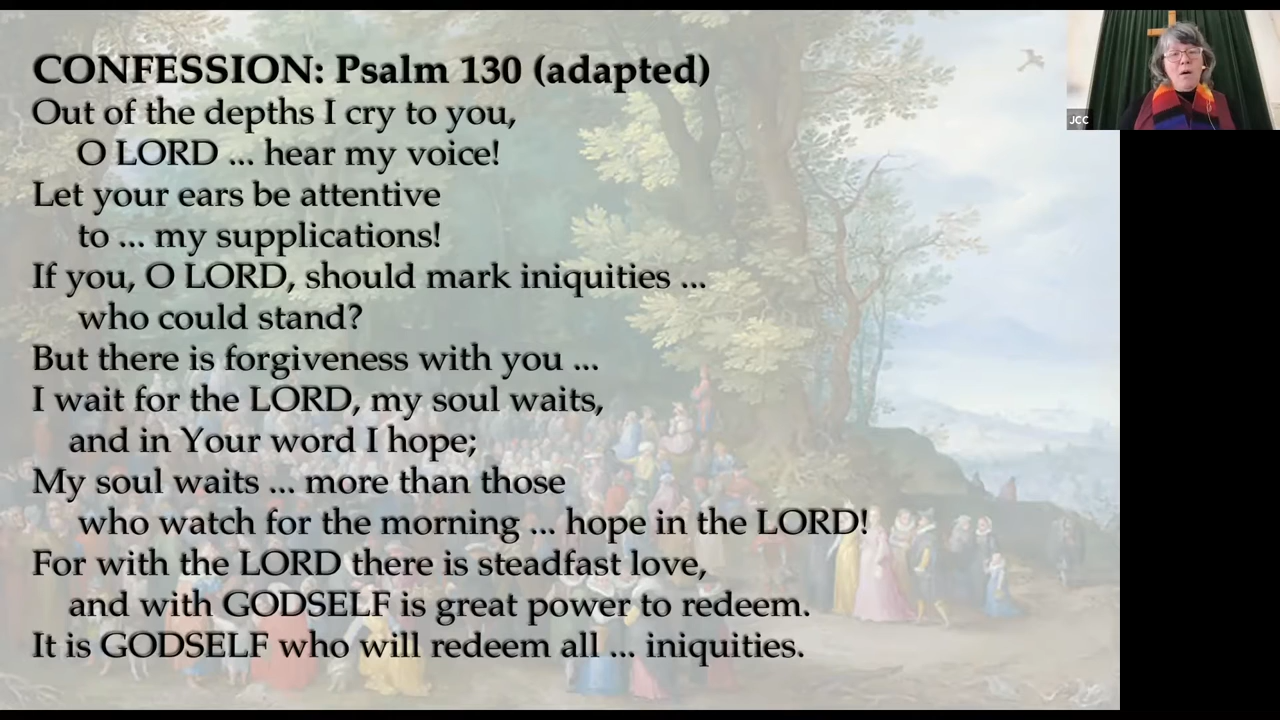 CONFESSION: Psalm 130 (adapted)
Out of the depths I cry to you,
O LORD ... hear my voice!
Let your ears be attentive
to ... my supplications!
If you, O LORD, should mark iniquities ...
who could stand?
But there is forgiveness with you ...
I wait for the LORD, my soul waits,
and in Your word I hope;
My soul waits ... more than those
who watch for the morning ... hope in the LORD!
For with the LORD there is steadfast love,
and with GODSELF is great power to redeem.
It is GODSELF who will redeem all ... iniquities.
JCC